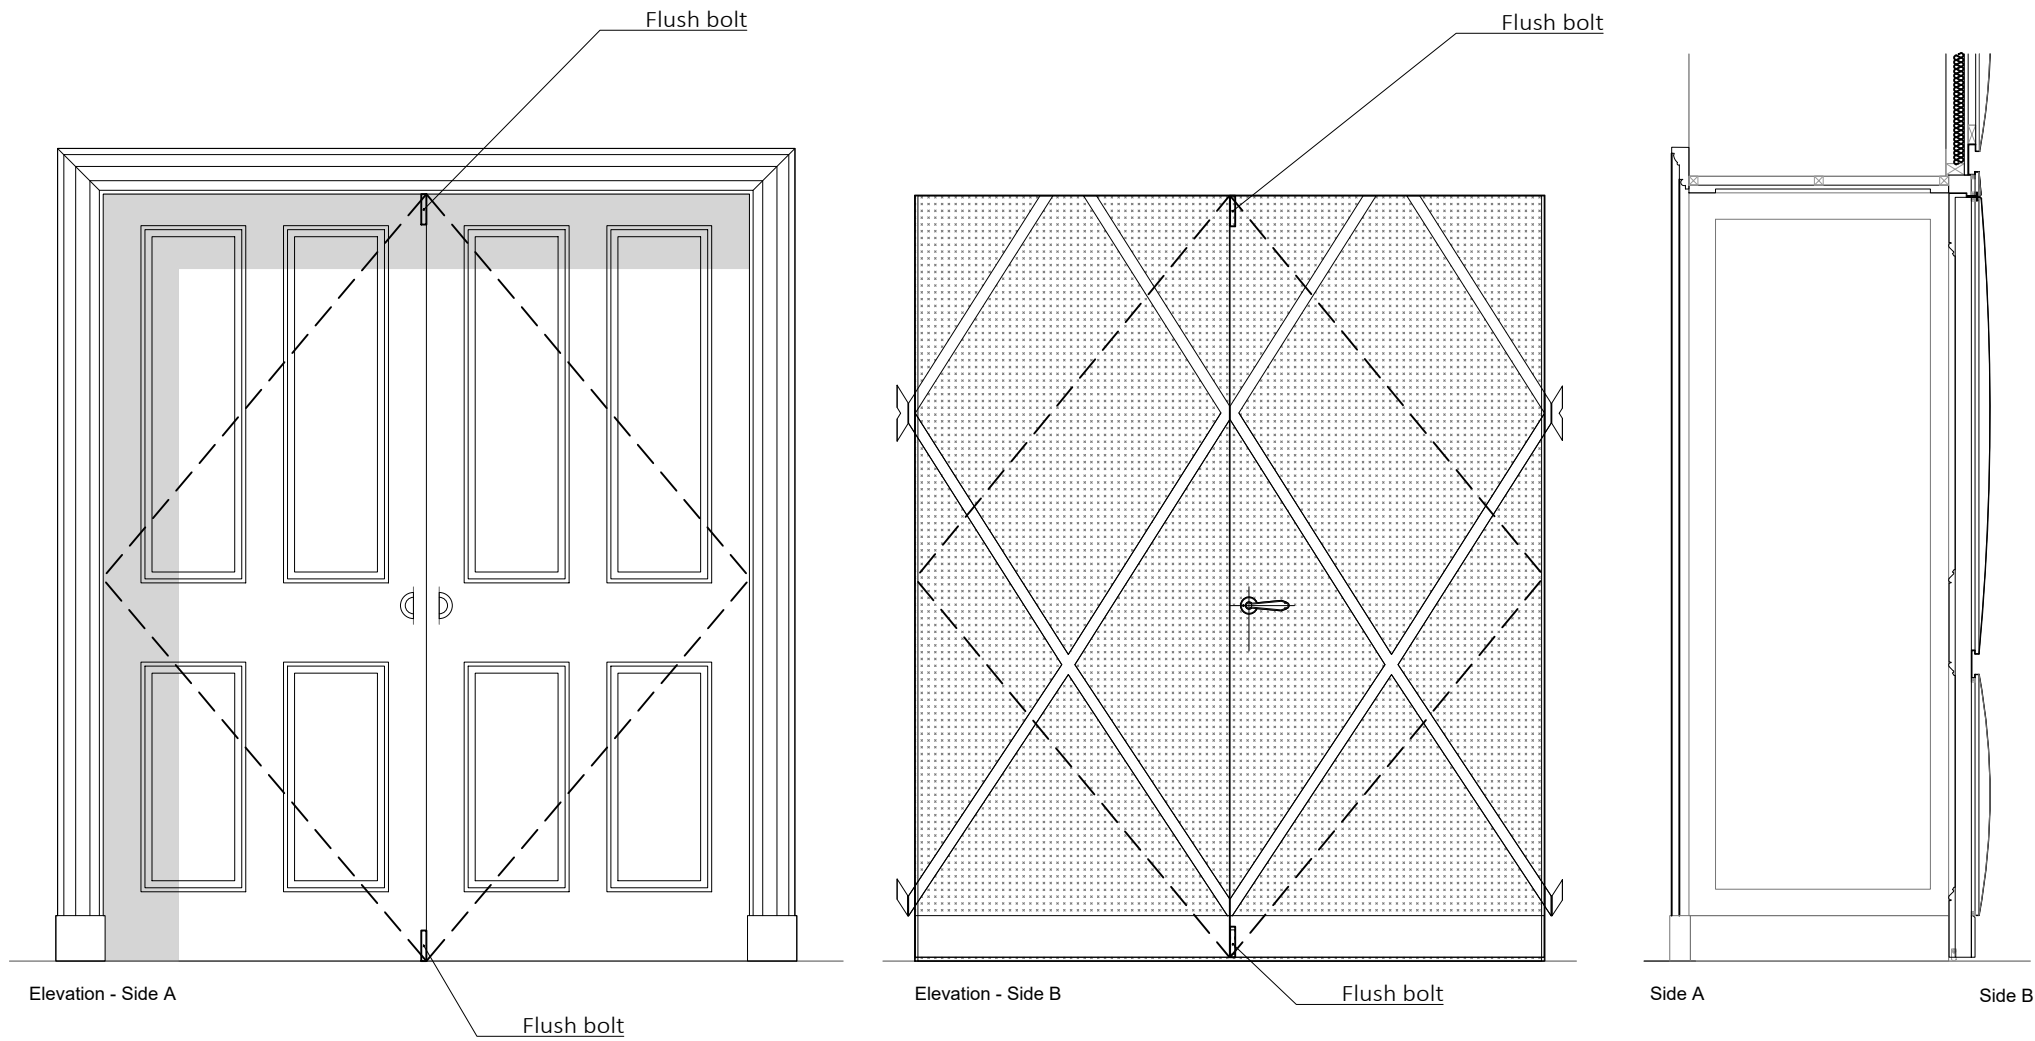 Flush bolt
Flush bolt
Elevation - Side A
Flush bolt
Elevation - Side B
Flush bolt
Side A
Side B